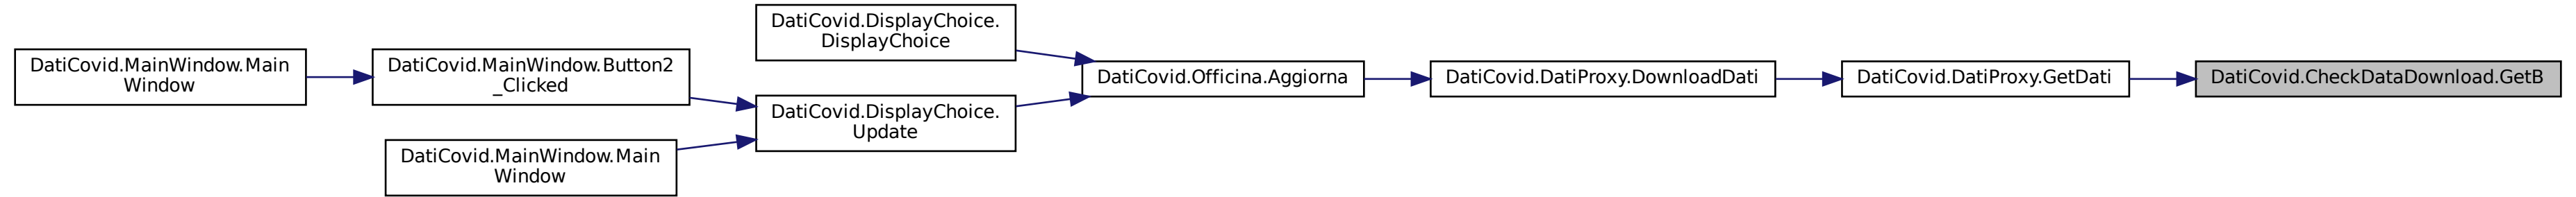 DatiCovid.MainWindow.Main
Window
DatiCovid.MainWindow.Button2
_Clicked
DatiCovid.MainWindow.Main
Window
DatiCovid.DisplayChoice.
DisplayChoice
DatiCovid.DisplayChoice.
Update
DatiCovid.Officina.Aggiorna
DatiCovid.DatiProxy.DownloadDati
DatiCovid.DatiProxy.GetDati
DatiCovid.CheckDataDownload.GetB